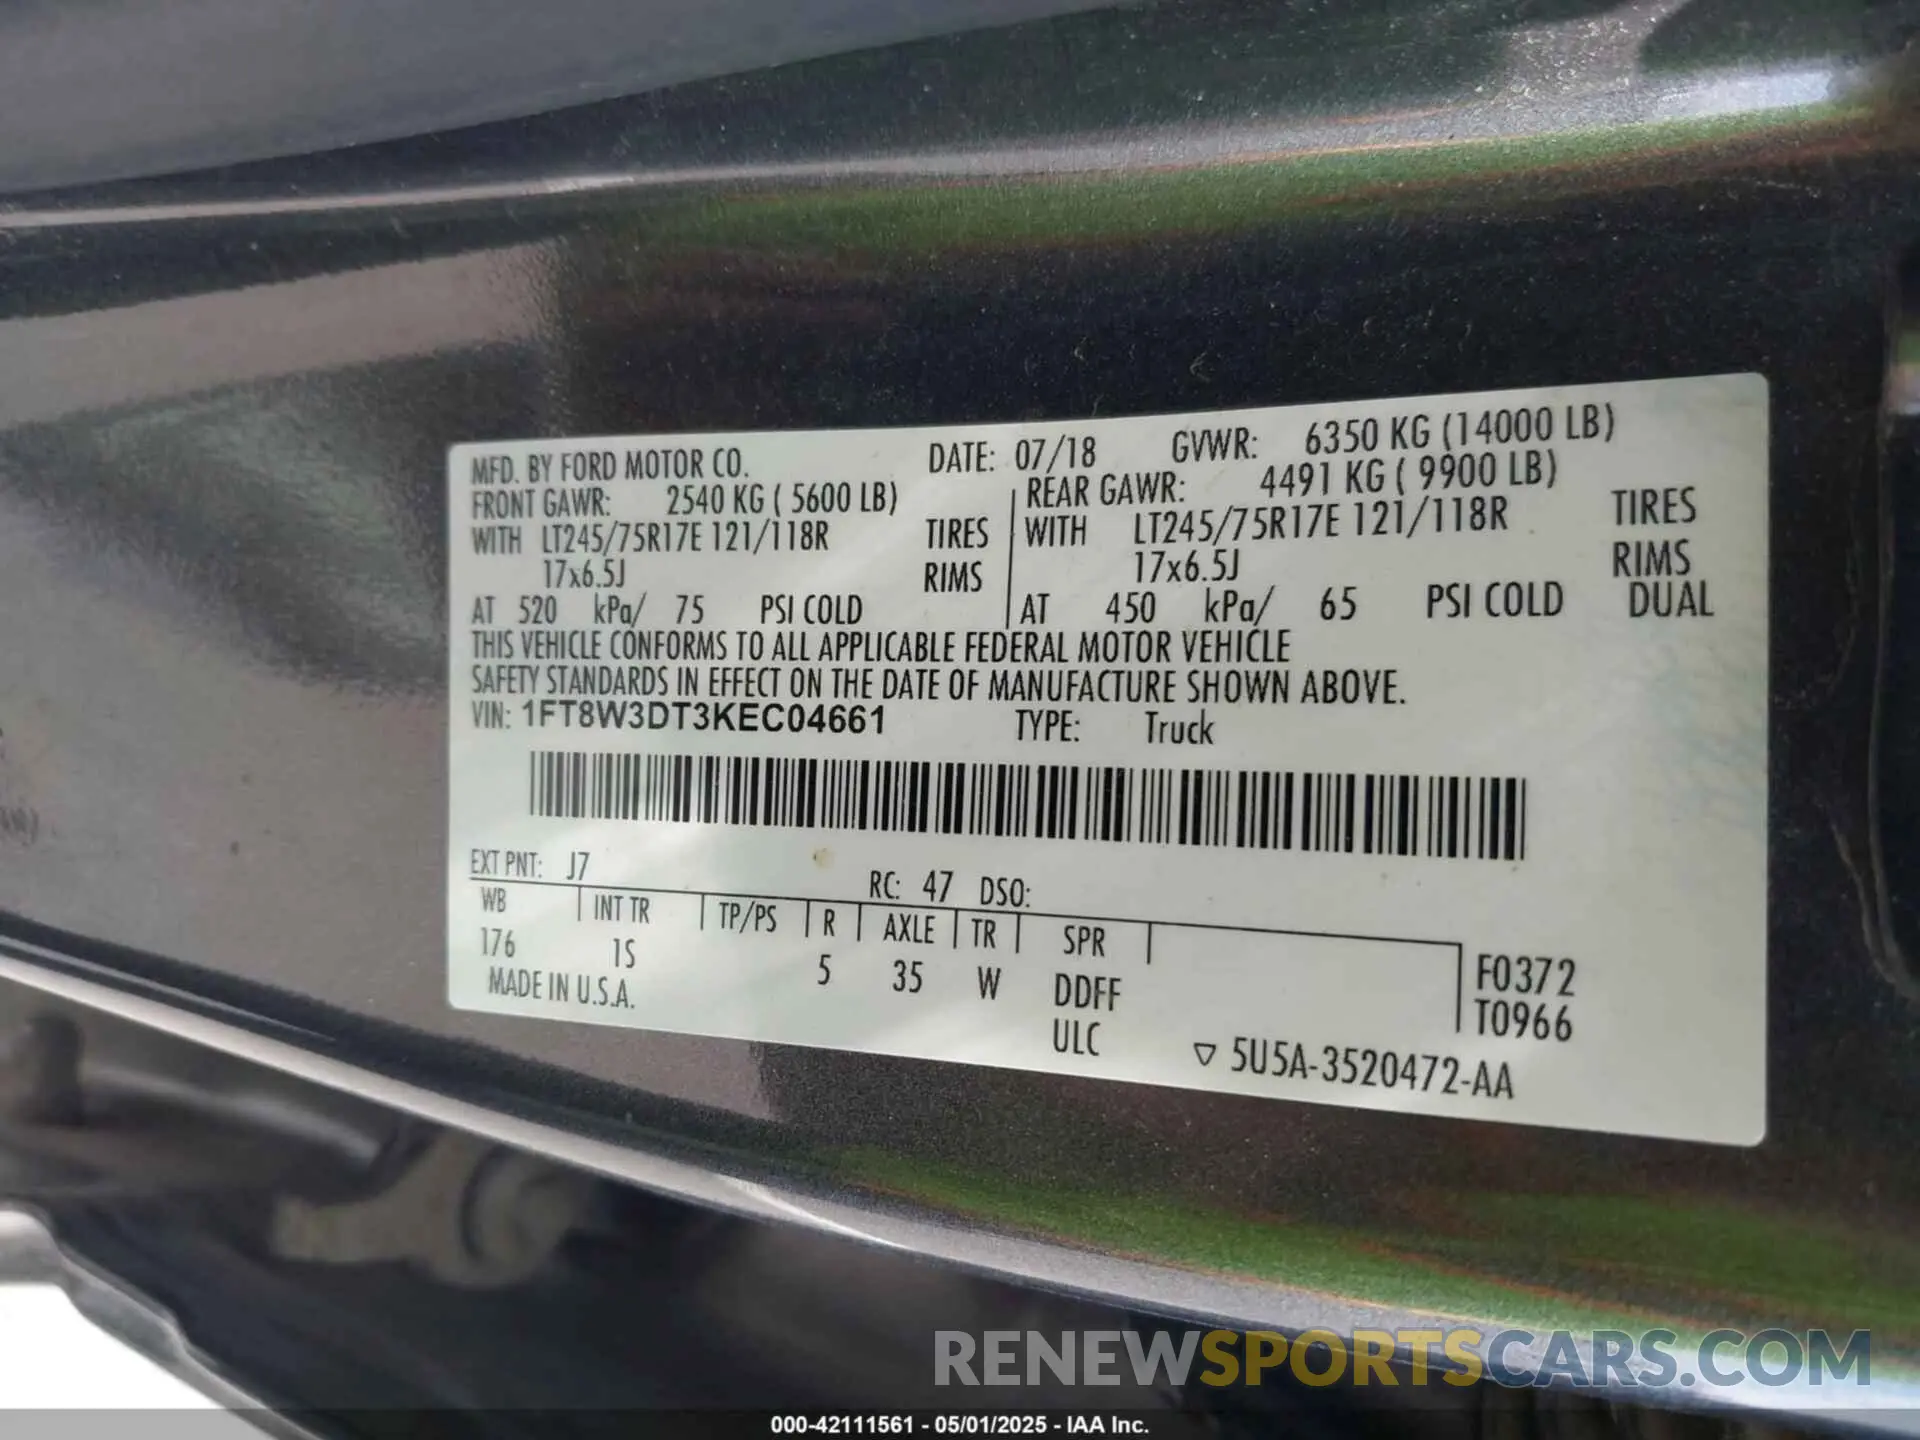 MFD. BY FORD MOTOR CO. DATE: 07/18 GVWR: 6350 KG (14000 LB)
FRONT GAWR: 2540 KG ( 5600 LB) REAR GAWR: 4491 KG ( 9900 LB)
WITH LT245/75R17E 121/118R TIRES WITH LT245/75R17E 121/118R TIRES
17x6.5J RIMS 17x6.5J RIMS
AT 520 kPa/ 75 PSI COLD AT 450 kPa/ 65 PSI COLD DUAL
THIS VEHICLE CONFORMS TO ALL APPLICABLE FEDERAL MOTOR VEHICLE
SAFETY STANDARDS IN EFFECT ON THE DATE OF MANUFACTURE SHOWN ABOVE.
VIN: 1FT8W3DT3KEC04661 TYPE: Truck
EXT PNT: J7 RC: 47 DSO:
WB INT TR TP/PS R AXLE TR SPR
176 1S 5 35 W DDFF F0372
MADE IN U.S.A. ULC T0966
▽ 5U5A-3520472-AA
RENEWSPORTSCARS.COM
000-42111561 - 05/01/2025 - IAA Inc.